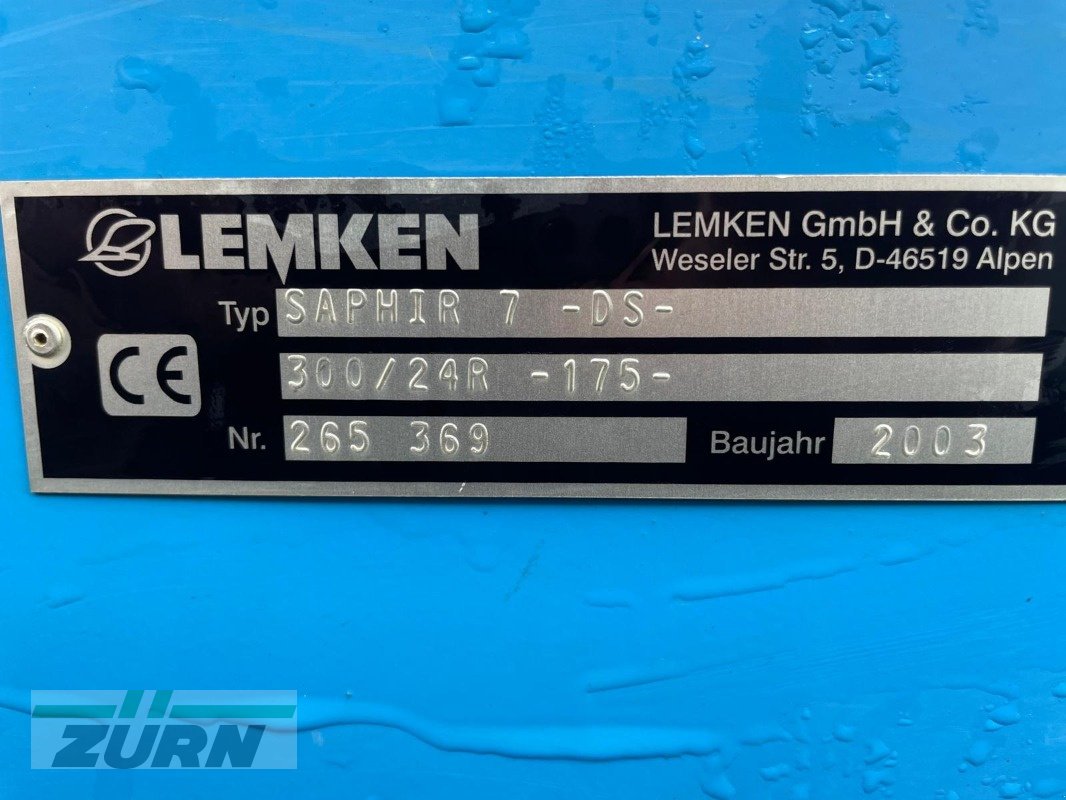 LEMKEN
LEMKEN GmbH & Co. KG
Weseler Str. 5, D-46519 Alpen
Typ SAPHIR 7 -DS-
CE
300/24R -175-
Nr. 265 369 Baujahr 2003
ZÜRN